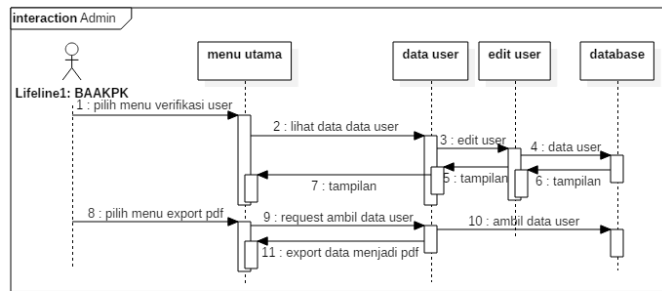 interaction Admin
menu utama
data user
edit user
database
Lifeline1: BAAKPK
1 : pilih menu verifikasi user
2 : lihat data data user
3 : edit user
4 : data user
5 : tampilan
6 : tampilan
7 : tampilan
8 : pilih menu export pdf
9 : request ambil data user
10 : ambil data user
11 : export data menjadi pdf